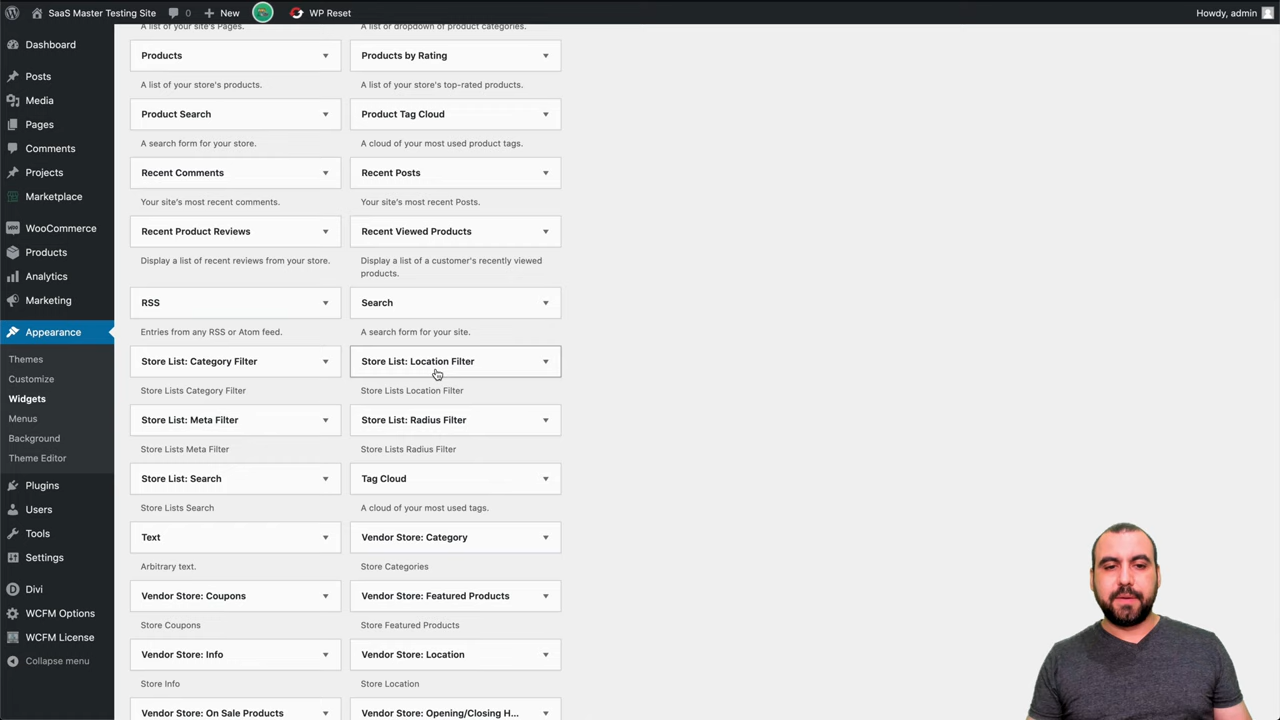 SaaS Master Testing Site 0 New WP Reset Howdy, admin
Dashboard
Posts
Media
Pages
Comments
Projects
Marketplace
WooCommerce
Products
Analytics
Marketing
Appearance
Themes
Customize
Widgets
Menus
Background
Theme Editor
Plugins
Users
Tools
Settings
Divi
WCFM Options
WCFM License
Collapse menu
A list of your site's Pages.
A list or dropdown of product categories.
Products
Products by Rating
A list of your store's products.
A list of your store's top-rated products.
Product Search
Product Tag Cloud
A search form for your store.
A cloud of your most used product tags.
Recent Comments
Recent Posts
Your site's most recent comments.
Your site's most recent Posts.
Recent Product Reviews
Recent Viewed Products
Display a list of recent reviews from your store.
Display a list of a customer's recently viewed
products.
RSS
Search
Entries from any RSS or Atom feed.
A search form for your site.
Store List: Category Filter
Store List: Location Filter
Store Lists Category Filter
Store Lists Location Filter
Store List: Meta Filter
Store List: Radius Filter
Store Lists Meta Filter
Store Lists Radius Filter
Store List: Search
Tag Cloud
Store Lists Search
A cloud of your most used tags.
Text
Vendor Store: Category
Arbitrary text.
Store Categories
Vendor Store: Coupons
Vendor Store: Featured Products
Store Coupons
Store Featured Products
Vendor Store: Info
Vendor Store: Location
Store Info
Store Location
Vendor Store: On Sale Products
Vendor Store: Opening/Closing H...